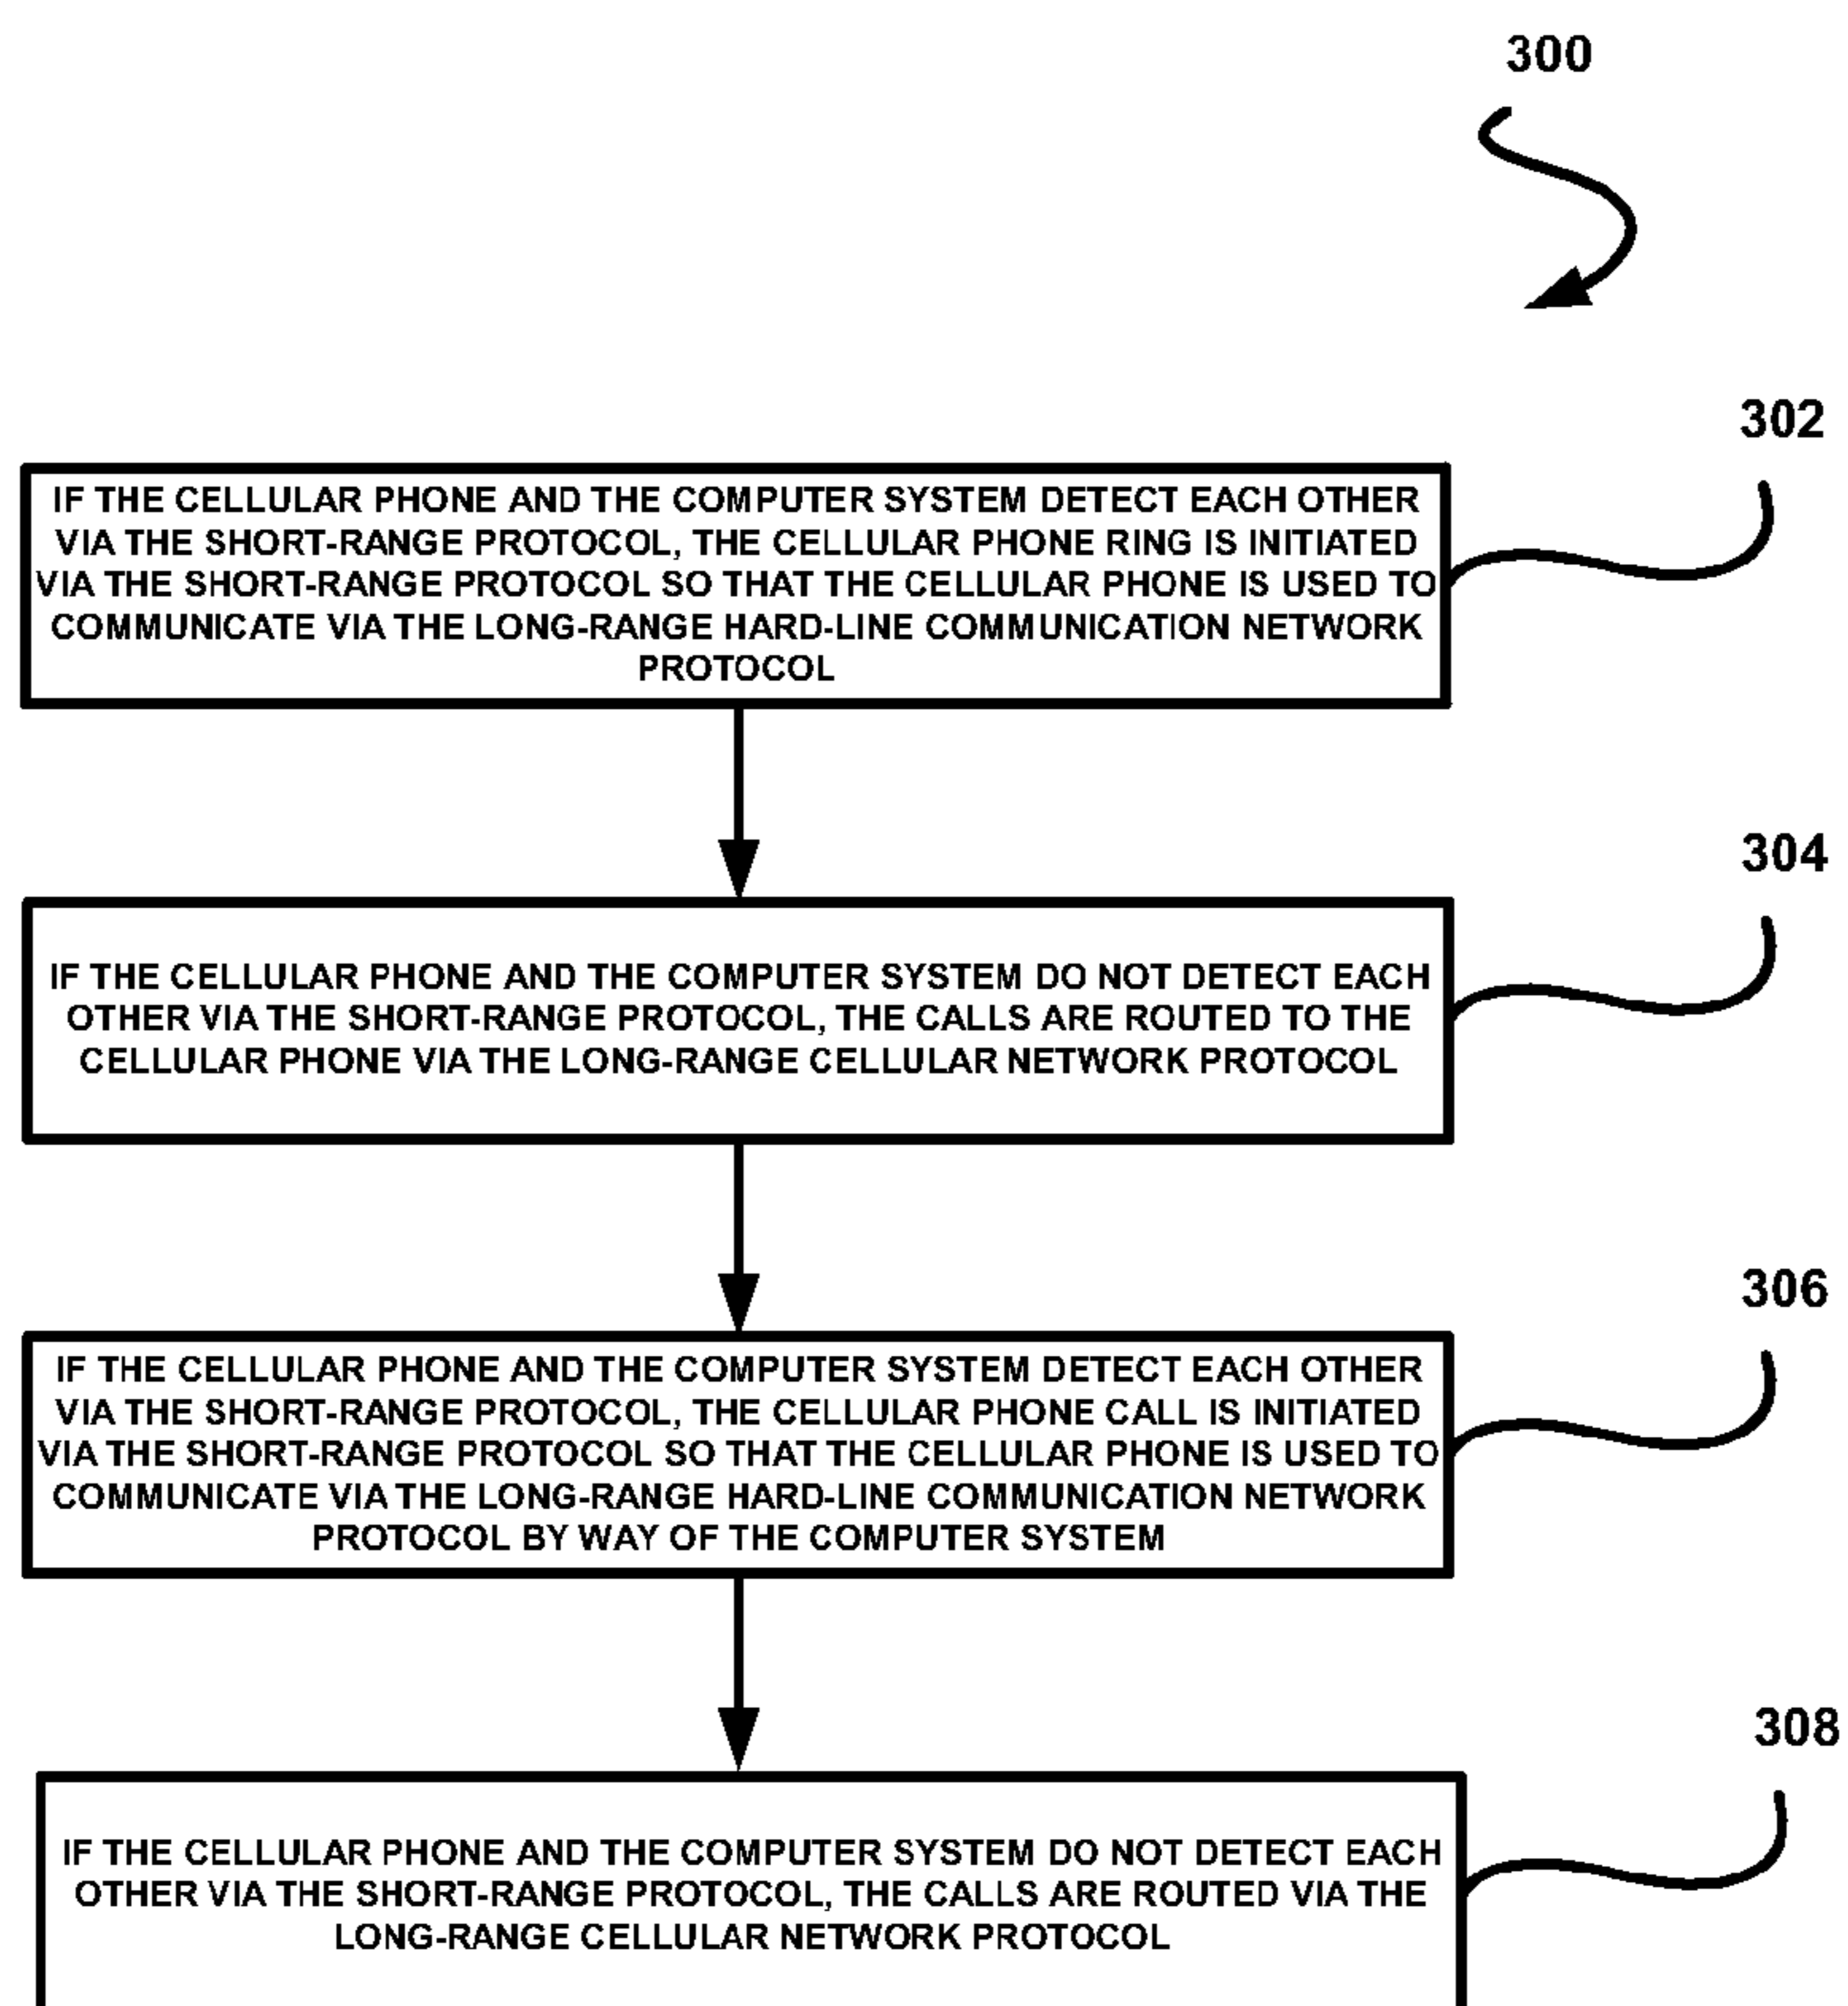 300
302
IF THE CELLULAR PHONE AND THE COMPUTER SYSTEM DETECT EACH OTHER
VIA THE SHORT-RANGE PROTOCOL, THE CELLULAR PHONE RING IS INITIATED
VIA THE SHORT-RANGE PROTOCOL SO THAT THE CELLULAR PHONE IS USED TO
COMMUNICATE VIA THE LONG-RANGE HARD-LINE COMMUNICATION NETWORK
PROTOCOL
304
IF THE CELLULAR PHONE AND THE COMPUTER SYSTEM DO NOT DETECT EACH
OTHER VIA THE SHORT-RANGE PROTOCOL, THE CALLS ARE ROUTED TO THE
CELLULAR PHONE VIA THE LONG-RANGE CELLULAR NETWORK PROTOCOL
306
IF THE CELLULAR PHONE AND THE COMPUTER SYSTEM DETECT EACH OTHER
VIA THE SHORT-RANGE PROTOCOL, THE CELLULAR PHONE CALL IS INITIATED
VIA THE SHORT-RANGE PROTOCOL SO THAT THE CELLULAR PHONE IS USED TO
COMMUNICATE VIA THE LONG-RANGE HARD-LINE COMMUNICATION NETWORK
PROTOCOL BY WAY OF THE COMPUTER SYSTEM
308
IF THE CELLULAR PHONE AND THE COMPUTER SYSTEM DO NOT DETECT EACH
OTHER VIA THE SHORT-RANGE PROTOCOL, THE CALLS ARE ROUTED VIA THE
LONG-RANGE CELLULAR NETWORK PROTOCOL